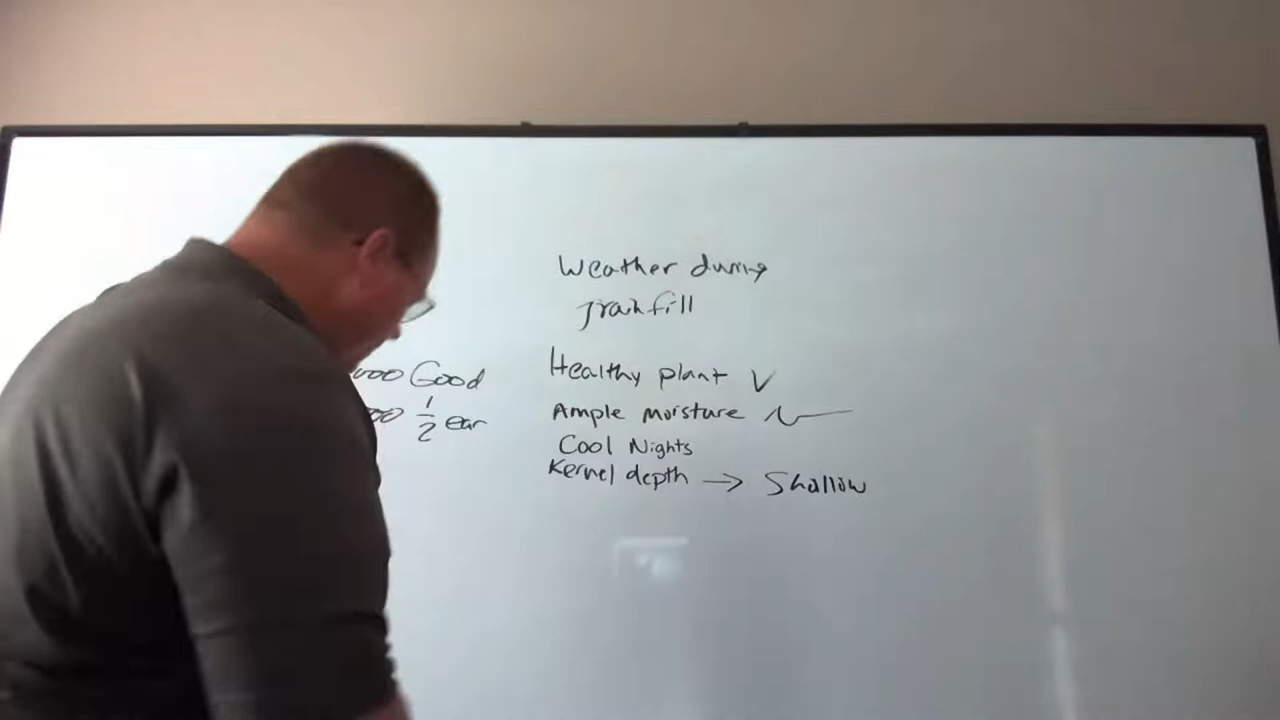 Weather during
grainfill
Good
1/2 ear
Healthy plant ✓
Ample moisture ✓
Cool Nights
Kernel depth → Shallow